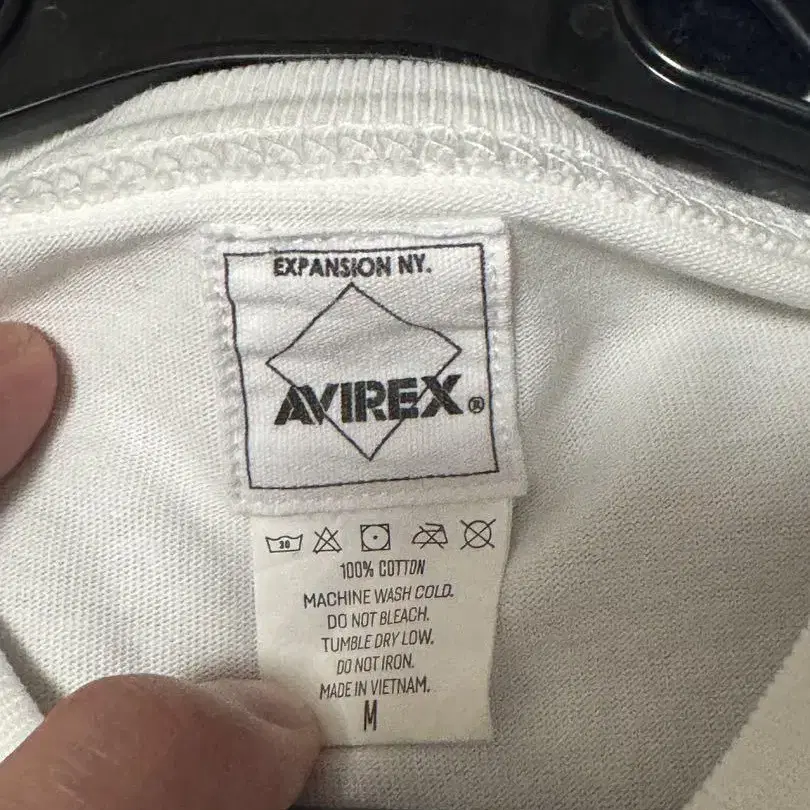 EXPANSION NY.
AVIREX®
30
100% COTTON
MACHINE WASH COLD.
DO NOT BLEACH.
TUMBLE DRY LOW.
DO NOT IRON.
MADE IN VIETNAM.
M